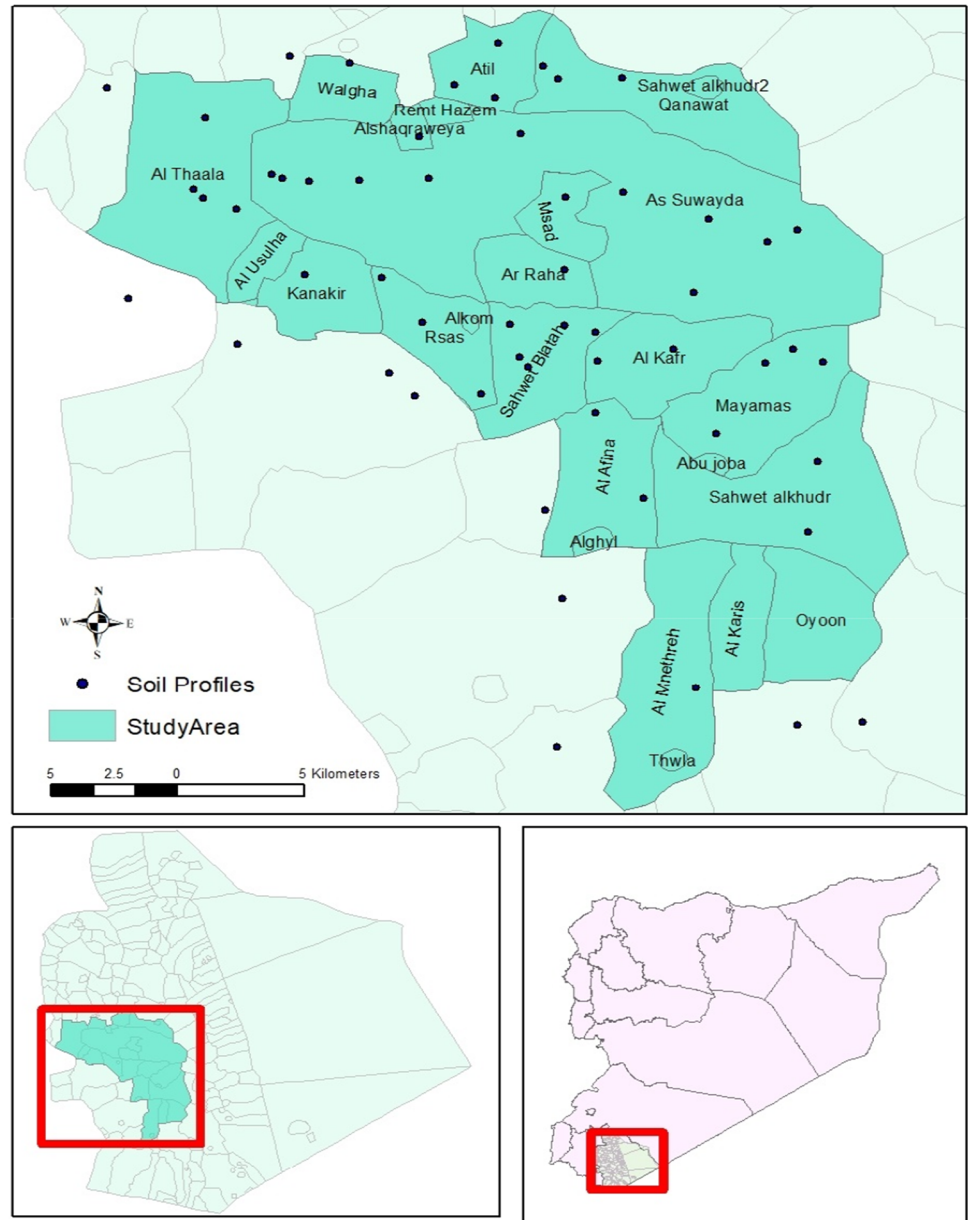 Atil
Walgha
Sahwet alkhudr2
Qanawat
Remt Hazem
Alshaqraweya
Al Thaala
As Suwayda
Msad
Al Usulha
Ar Raha
Kanakir
Alkom
Rsas
Sahwet Blatah
Al Kafr
Mayamas
Abu joba
Al Afina
Sahwet alkhudr
Alghyl
N
W
E
S
Al Mnethreh
Al Karis
Oyoon
Thwla
Soil Profiles
StudyArea
5 2.5 0 5 Kilometers